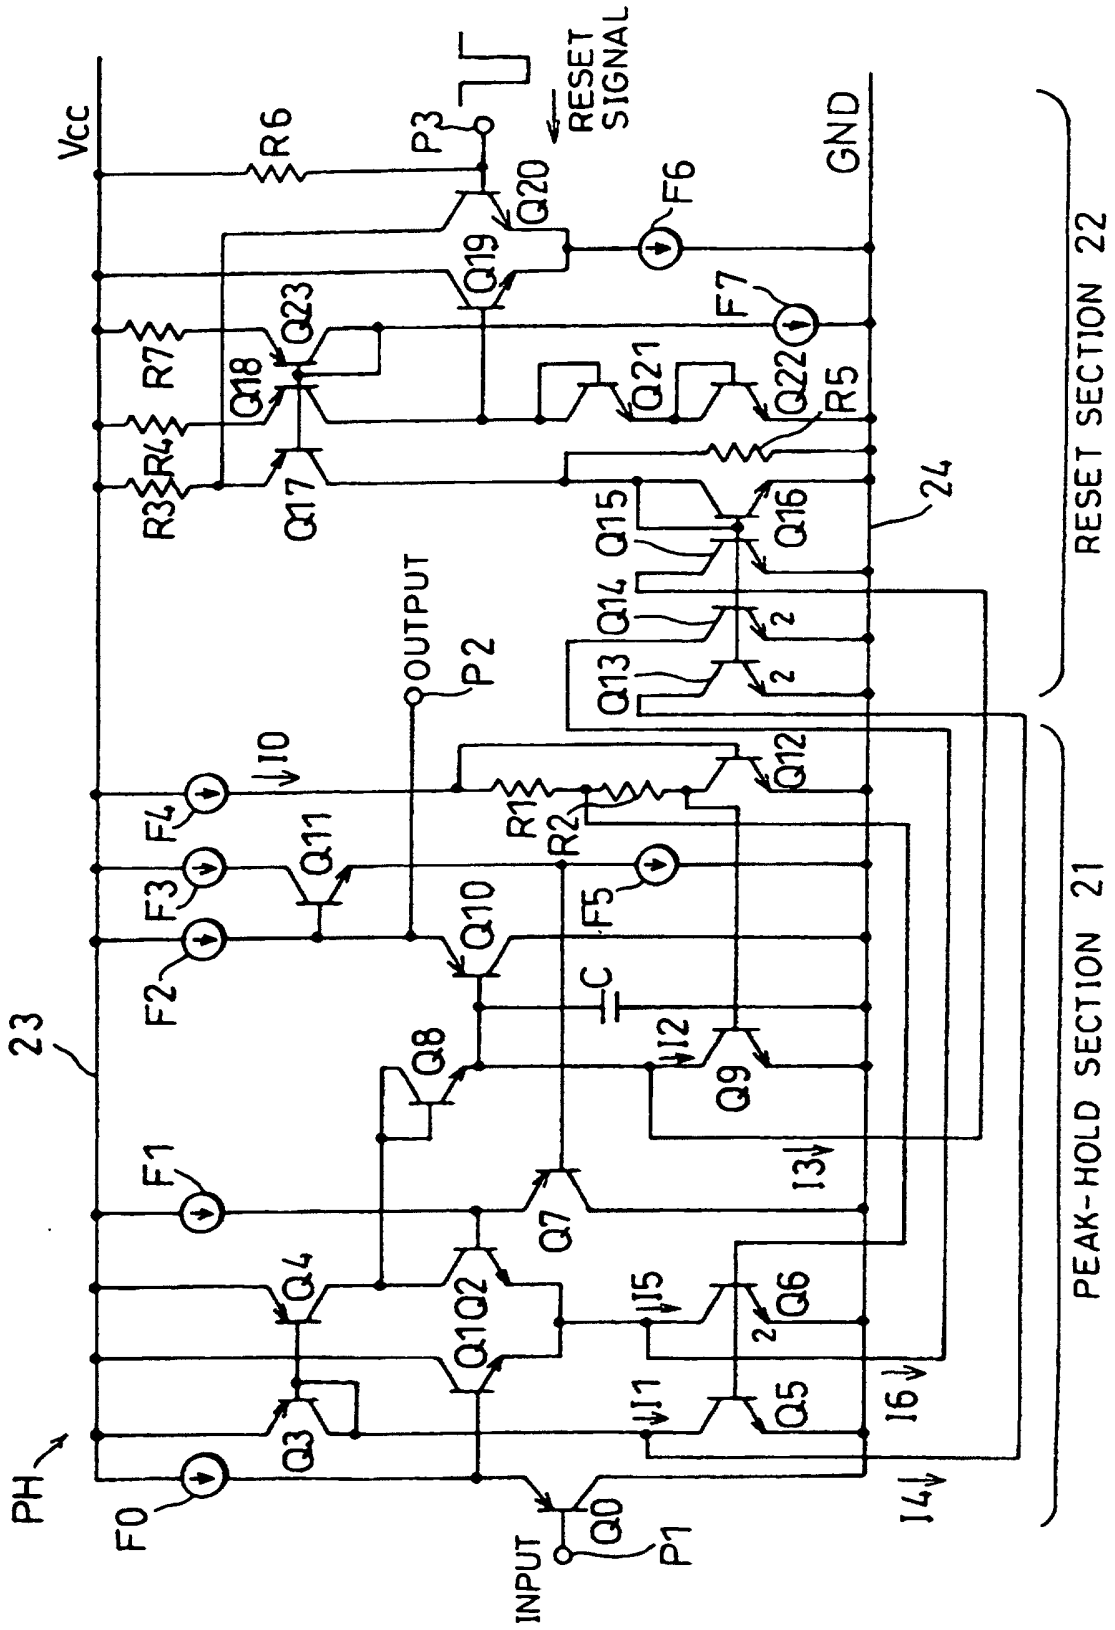 PH
23
Vcc
F0
F1
F2
F3
F4
I0
R3
R4
R7
R6
Q3
Q4
Q11
Q17
Q18
Q23
OUTPUT
P2
P3
RESET
SIGNAL
Q1
Q2
Q8
Q10
Q19
Q20
INPUT
P1
Q0
Q7
C
F5
R1
R2
Q13
Q14
Q15
Q21
F6
F7
I1
I5
I2
Q5
2
Q6
Q9
Q12
2
2
Q16
Q22
R5
GND
I4
I6
I3
24
PEAK-HOLD SECTION 21
RESET SECTION 22